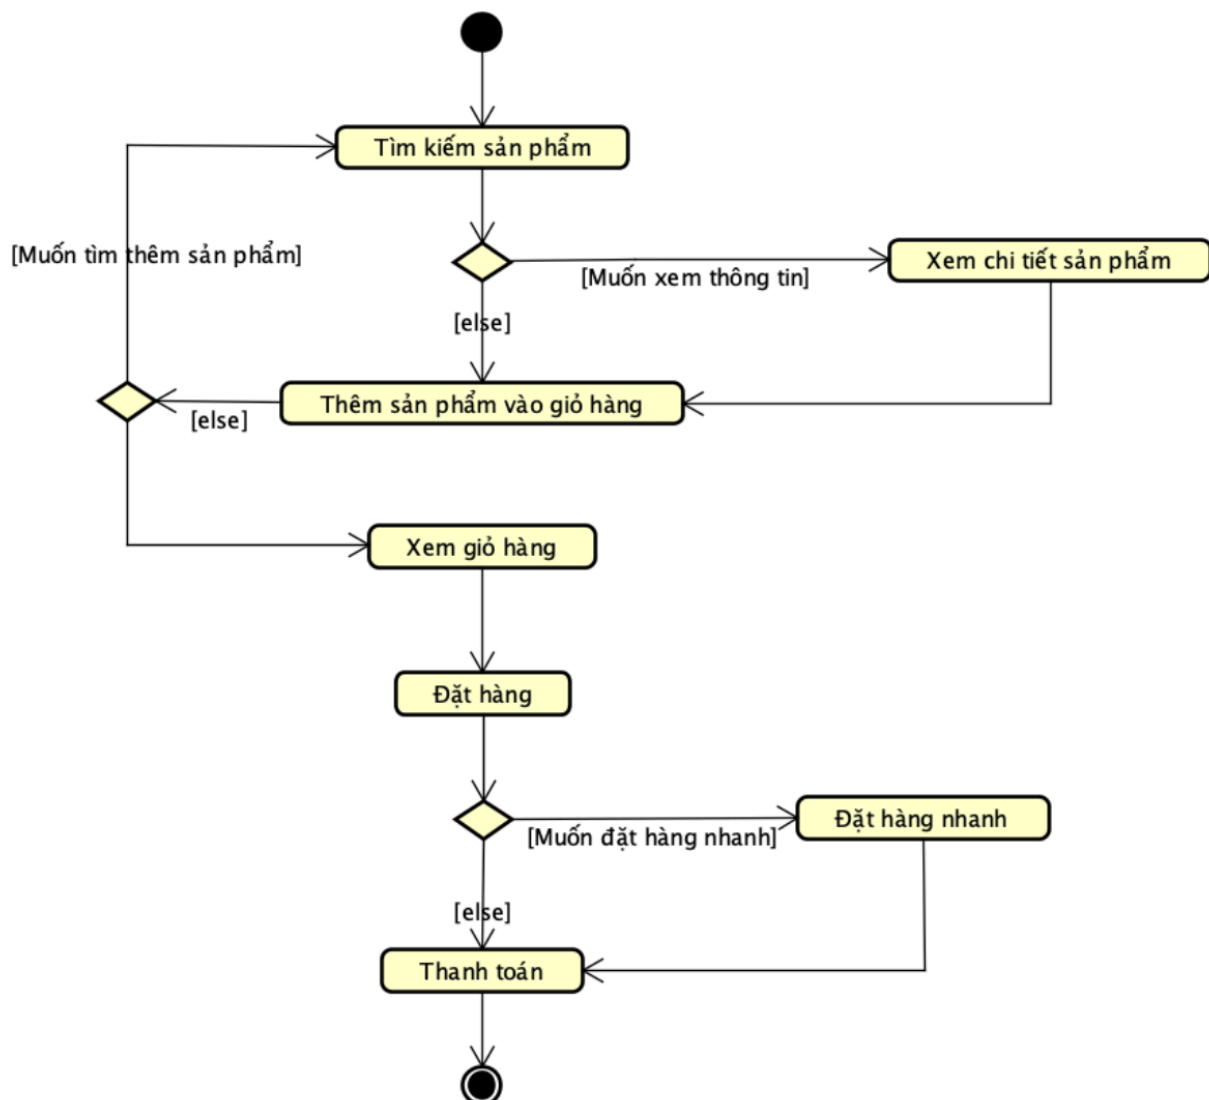 Tìm kiếm sản phẩm
[Muốn tìm thêm sản phẩm]
Xem chi tiết sản phẩm
[Muốn xem thông tin]
[else]
Thêm sản phẩm vào giỏ hàng
[else]
Xem giỏ hàng
Đặt hàng
Đặt hàng nhanh
[Muốn đặt hàng nhanh]
[else]
Thanh toán